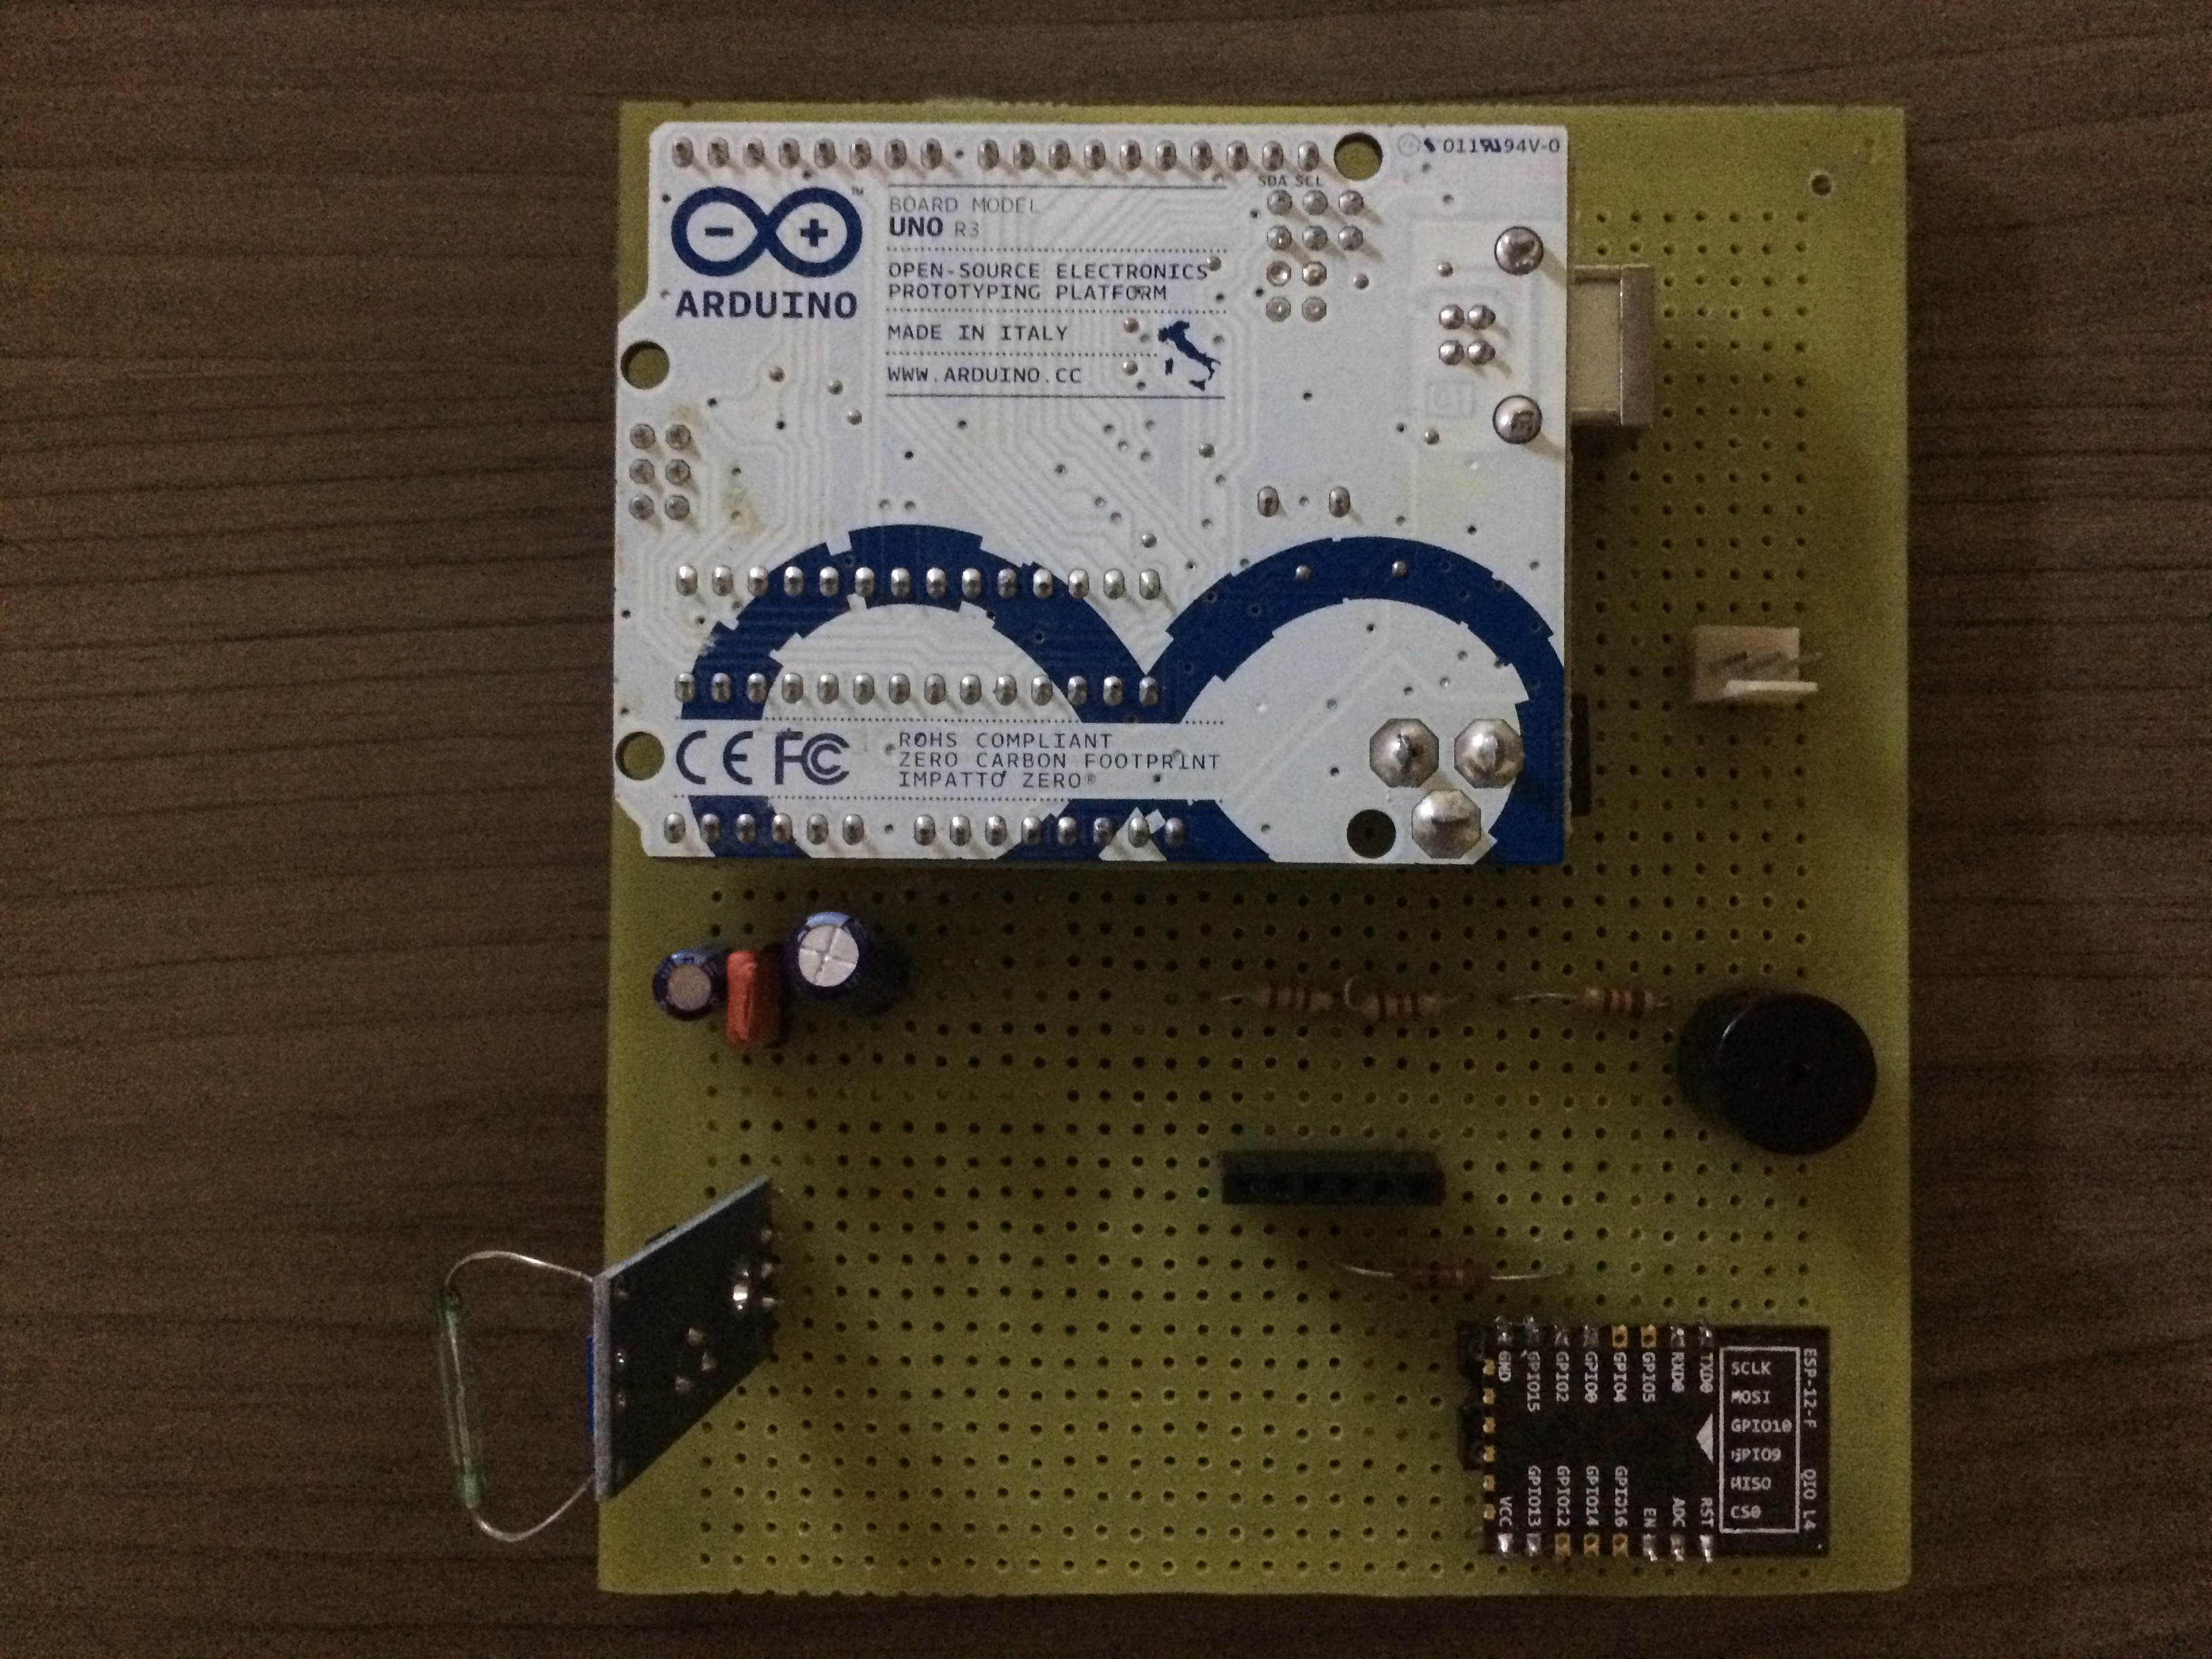 ARDUINO
BOARD MODEL
UNO R3
OPEN-SOURCE ELECTRONICS
PROTOTYPING PLATFORM
MADE IN ITALY
WWW.ARDUINO.CC
CE FC
ROHS COMPLIANT
ZERO CARBON FOOTPRINT
IMPATTO ZERO®
SDA SCL
94V-0
VCC GND
GPIO13 GPIO15
GPIO12 GPIO2
GPIO14 GPIO0
GPIO16 GPIO4
EN GPIO5
ADC RXD0
RST TXD0
CS0
MISO
GPIO9
GPIO10
MOSI
SCLK
ESP-12-F QIO L4